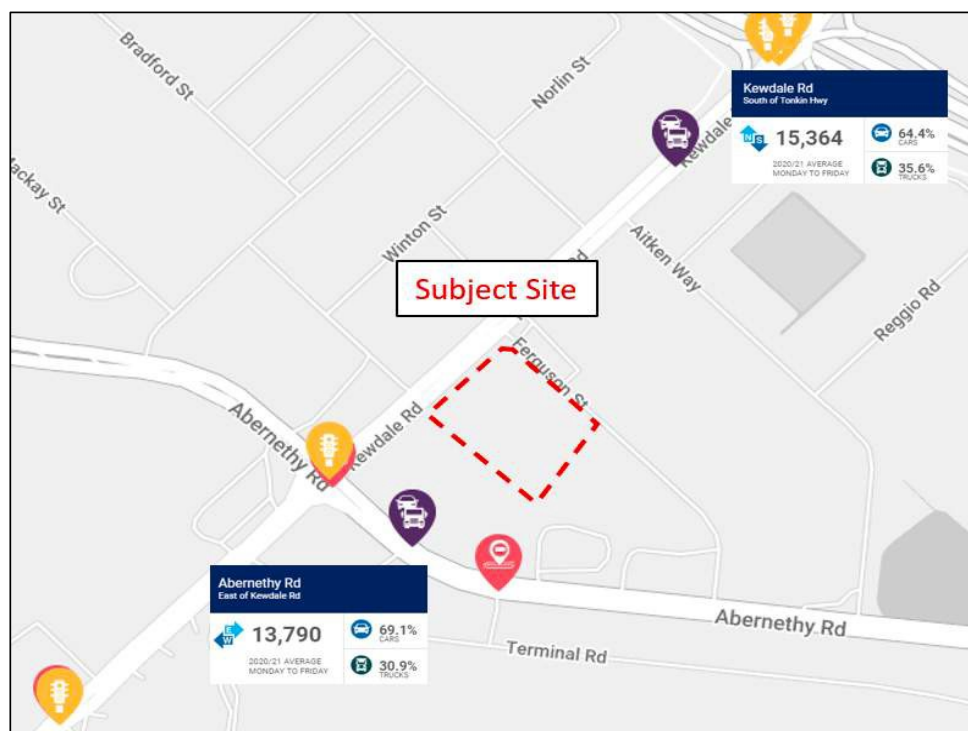 Bradford St
Norlin St
Kewdale Rd
South of Tonkin Hwy
N S
15,364
64.4%
CARS
2020/21 AVERAGE
MONDAY TO FRIDAY
35.6%
TRUCKS
Kewdale
Mackay St
Winton St
Aitken Way
Rd
Subject Site
Reggio Rd
Ferguson St
Abernethy Rd
Kewdale Rd
Abernethy Rd
East of Kewdale Rd
E
W
13,790
69.1%
CARS
2020/21 AVERAGE
MONDAY TO FRIDAY
30.9%
TRUCKS
Abernethy Rd
Terminal Rd